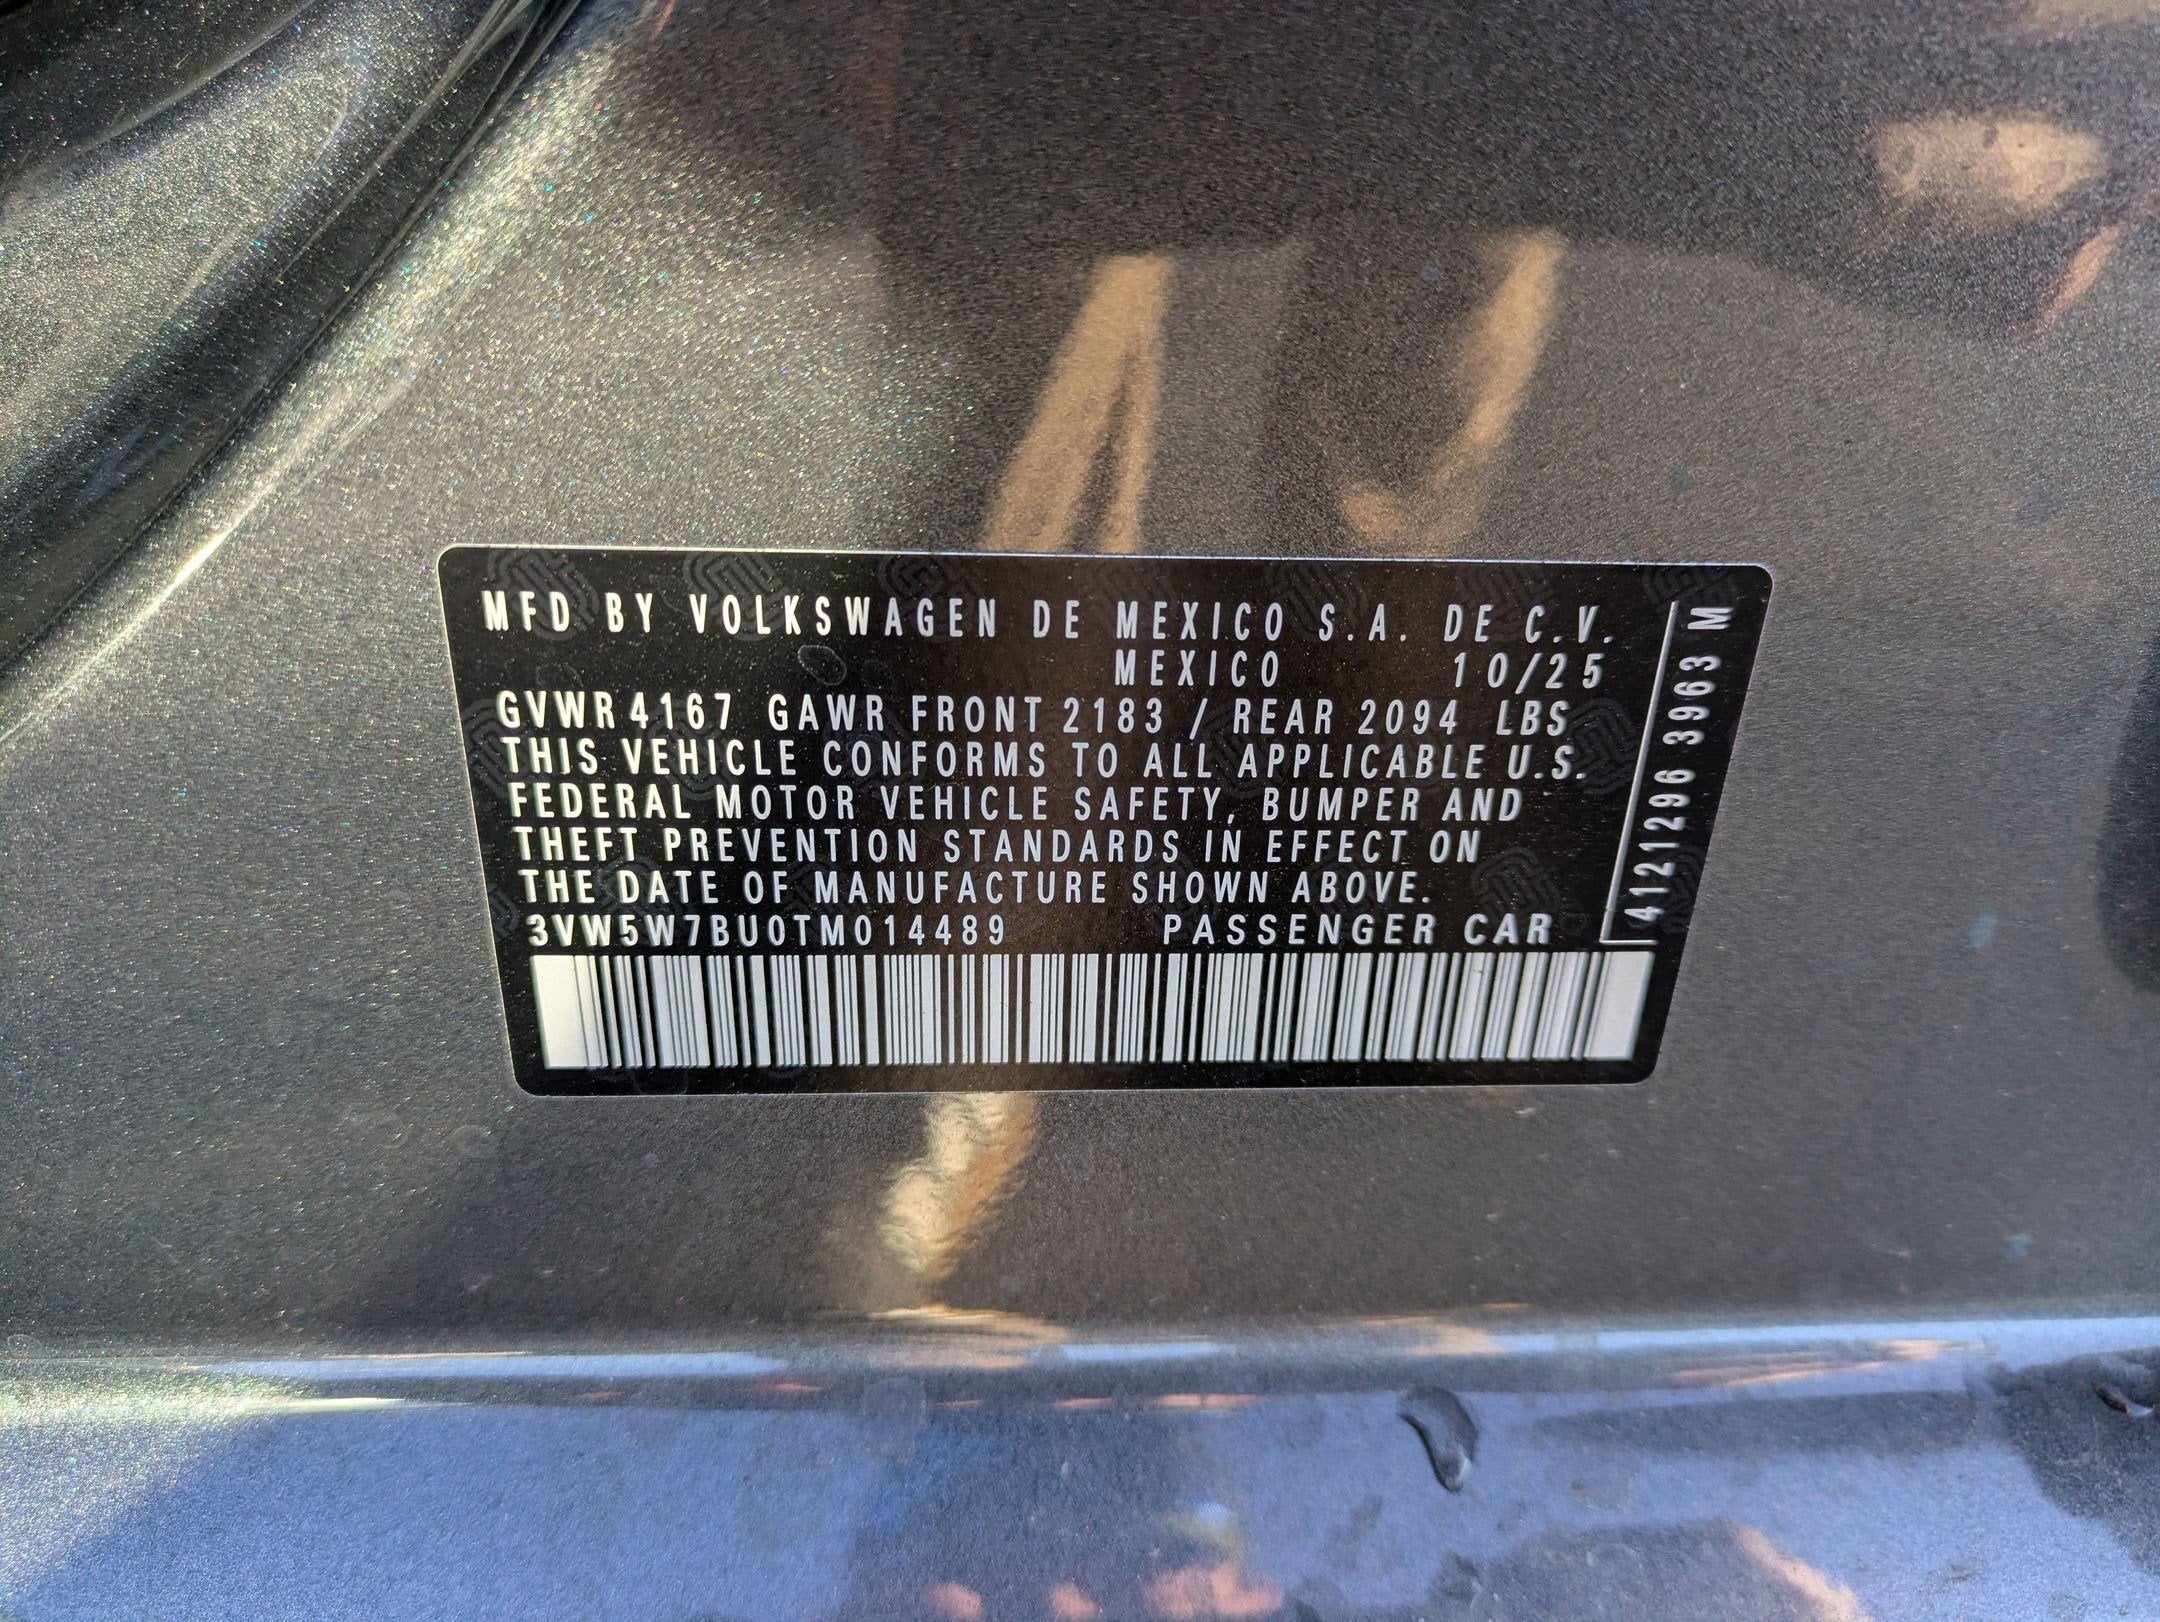 MFD BY VOLKSWAGEN DE MEXICO S.A. DE C.V.
MEXICO 10/25
GVWR 4167 GAWR FRONT 2183 / REAR 2094 LBS
THIS VEHICLE CONFORMS TO ALL APPLICABLE U.S.
FEDERAL MOTOR VEHICLE SAFETY, BUMPER AND
THEFT PREVENTION STANDARDS IN EFFECT ON
THE DATE OF MANUFACTURE SHOWN ABOVE.
3VW5W7BU0TM014489 PASSENGER CAR
4121296 3963 M